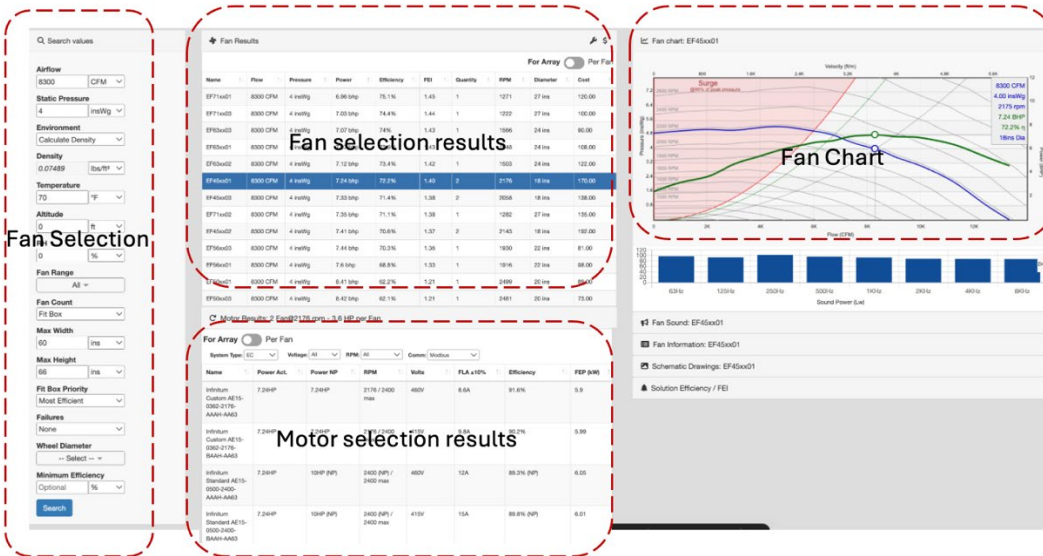 Search values
Airflow
8300 CFM
Static Pressure
4 insWg
Environment
Calculate Density
Density
0.07489 lbs/ft³
Temperature
70 °F
Altitude
0 ft
Fan Selection
0 %
Fan Range
All
Fan Count
Fit Box
Max Width
60 ins
Max Height
66 ins
Fit Box Priority
Most Efficient
Failures
None
Wheel Diameter
-- Select --
Minimum Efficiency
Optional %
Search
Fan Results $
For Array Per Fan
Name Flow Pressure Power Efficiency FEI Quantity RPM Diameter Cost
EF71xx01 8300 CFM 4 insWg 6.96 bhp 75.1% 1.45 1 1271 27 ins 120.00
EF71xx03 8300 CFM 4 insWg 7.03 bhp 74.4% 1.44 1 1222 27 ins 100.00
EF63xx03 8300 CFM 4 insWg 7.07 bhp 74% 1.43 1 24 ins 80.00
EF63xx01 8300 CFM 24 ins
Fan selection results
EF63xx02 8300 CFM 4 insWg 7.12 bhp 73.4% 1.42 1 1503 24 ins 122.00
EF45xx01 8300 CFM 4 insWg 7.24 bhp 72.2% 1.40 2 2176 18 ins 170.00
EF45xx03 8300 CFM 4 insWg 7.33 bhp 71.4% 1.38 2 2058 18 ins 138.00
EF71xx02 8300 CFM 4 insWg 7.35 bhp 71.1% 1.38 1 1282 27 ins 135.00
EF45xx02 8300 CFM 4 insWg 7.41 bhp 70.6% 1.37 2 2145 18 ins 192.00
EF56xx03 8300 CFM 4 insWg 7.44 bhp 70.3% 1.36 1 1930 22 ins 81.00
EF56xx01 8300 CFM 4 insWg 7.6 bhp 68.8% 1.33 1 1916 22 ins
8300 CFM 4 insWg 8.41 bhp 62.2% 1.21 1 2499 20 ins
EF50xx03 8300 CFM 4 insWg 8.42 bhp 62.1% 1.21 1 2481 20 ins 73.00
Motor Results: 2 Fan@2176 rpm - 3.6 HP per Fan
For Array Per Fan
System Type: EC Voltage: All RPM: All Comm: Modbus
Name Power Act. Power NP RPM Volts FLA ±10% Efficiency FEP (kW)
Infinitum Custom AE15-0362-2176-AAAH-AA63 7.24HP 7.24HP 2176 / 2400 max 460V 8.6A 91.6% 5.9
Infinitum Custom AE15-0362-2176-BAAH-AA63 7.24HP 7.24HP 2176 / 2400 max 415V 9.8A 90.2% 5.99
Motor selection results
Infinitum Standard AE15-0500-2400-AAAH-AA63 7.24HP 10HP (NP) 2400 (NP) / 2400 max 460V 12A 89.3% (NP) 6.05
Infinitum Standard AE15-0500-2400-BAAH-AA63 7.24HP 10HP (NP) 2400 (NP) / 2400 max 415V 15A 89.8% (NP) 6.01
Fan chart: EF45xx01
Velocity (ft/m)
Surge
8300 CFM
4.00 insWg
2175 rpm
7.24 BHP
72.2% η
18ins Dia
Fan Chart
Pressure (insWg)
Power (BHP)
Flow (CFM)
63Hz 125Hz 250Hz 500Hz 1KHz 2KHz 4KHz 8KHz
Sound Power (Lw)
Fan Sound: EF45xx01
Fan Information: EF45xx01
Schematic Drawings: EF45xx01
Solution Efficiency / FEI